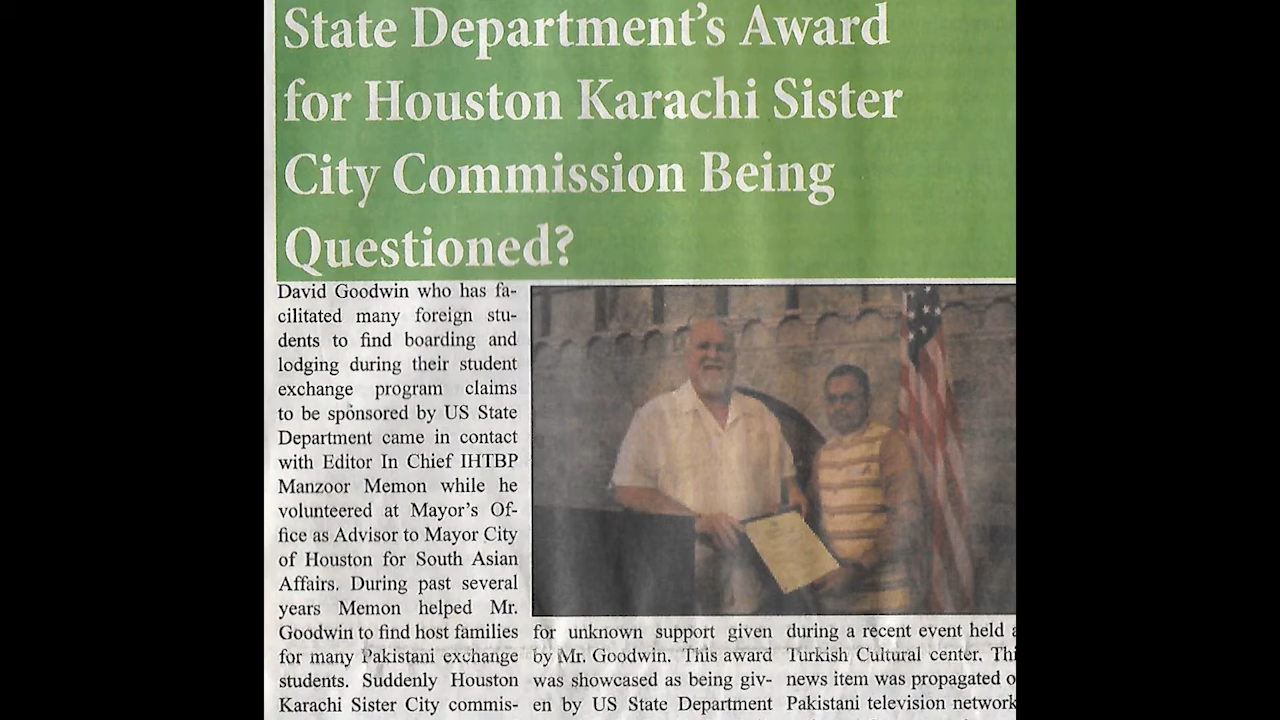 State Department's Award
for Houston Karachi Sister
City Commission Being
Questioned?
David Goodwin who has fa-
cilitated many foreign stu-
dents to find boarding and
lodging during their student
exchange program claims
to be sponsored by US State
Department came in contact
with Editor In Chief IHTBP
Manzoor Memon while he
volunteered at Mayor's Of-
fice as Advisor to Mayor City
of Houston for South Asian
Affairs. During past several
years Memon helped Mr.
Goodwin to find host families
for many Pakistani exchange
students. Suddenly Houston
Karachi Sister City commis-
for unknown support given
by Mr. Goodwin. This award
was showcased as being giv-
en by US State Department
during a recent event held
Turkish Cultural center.
news item was propagated
Pakistani television network